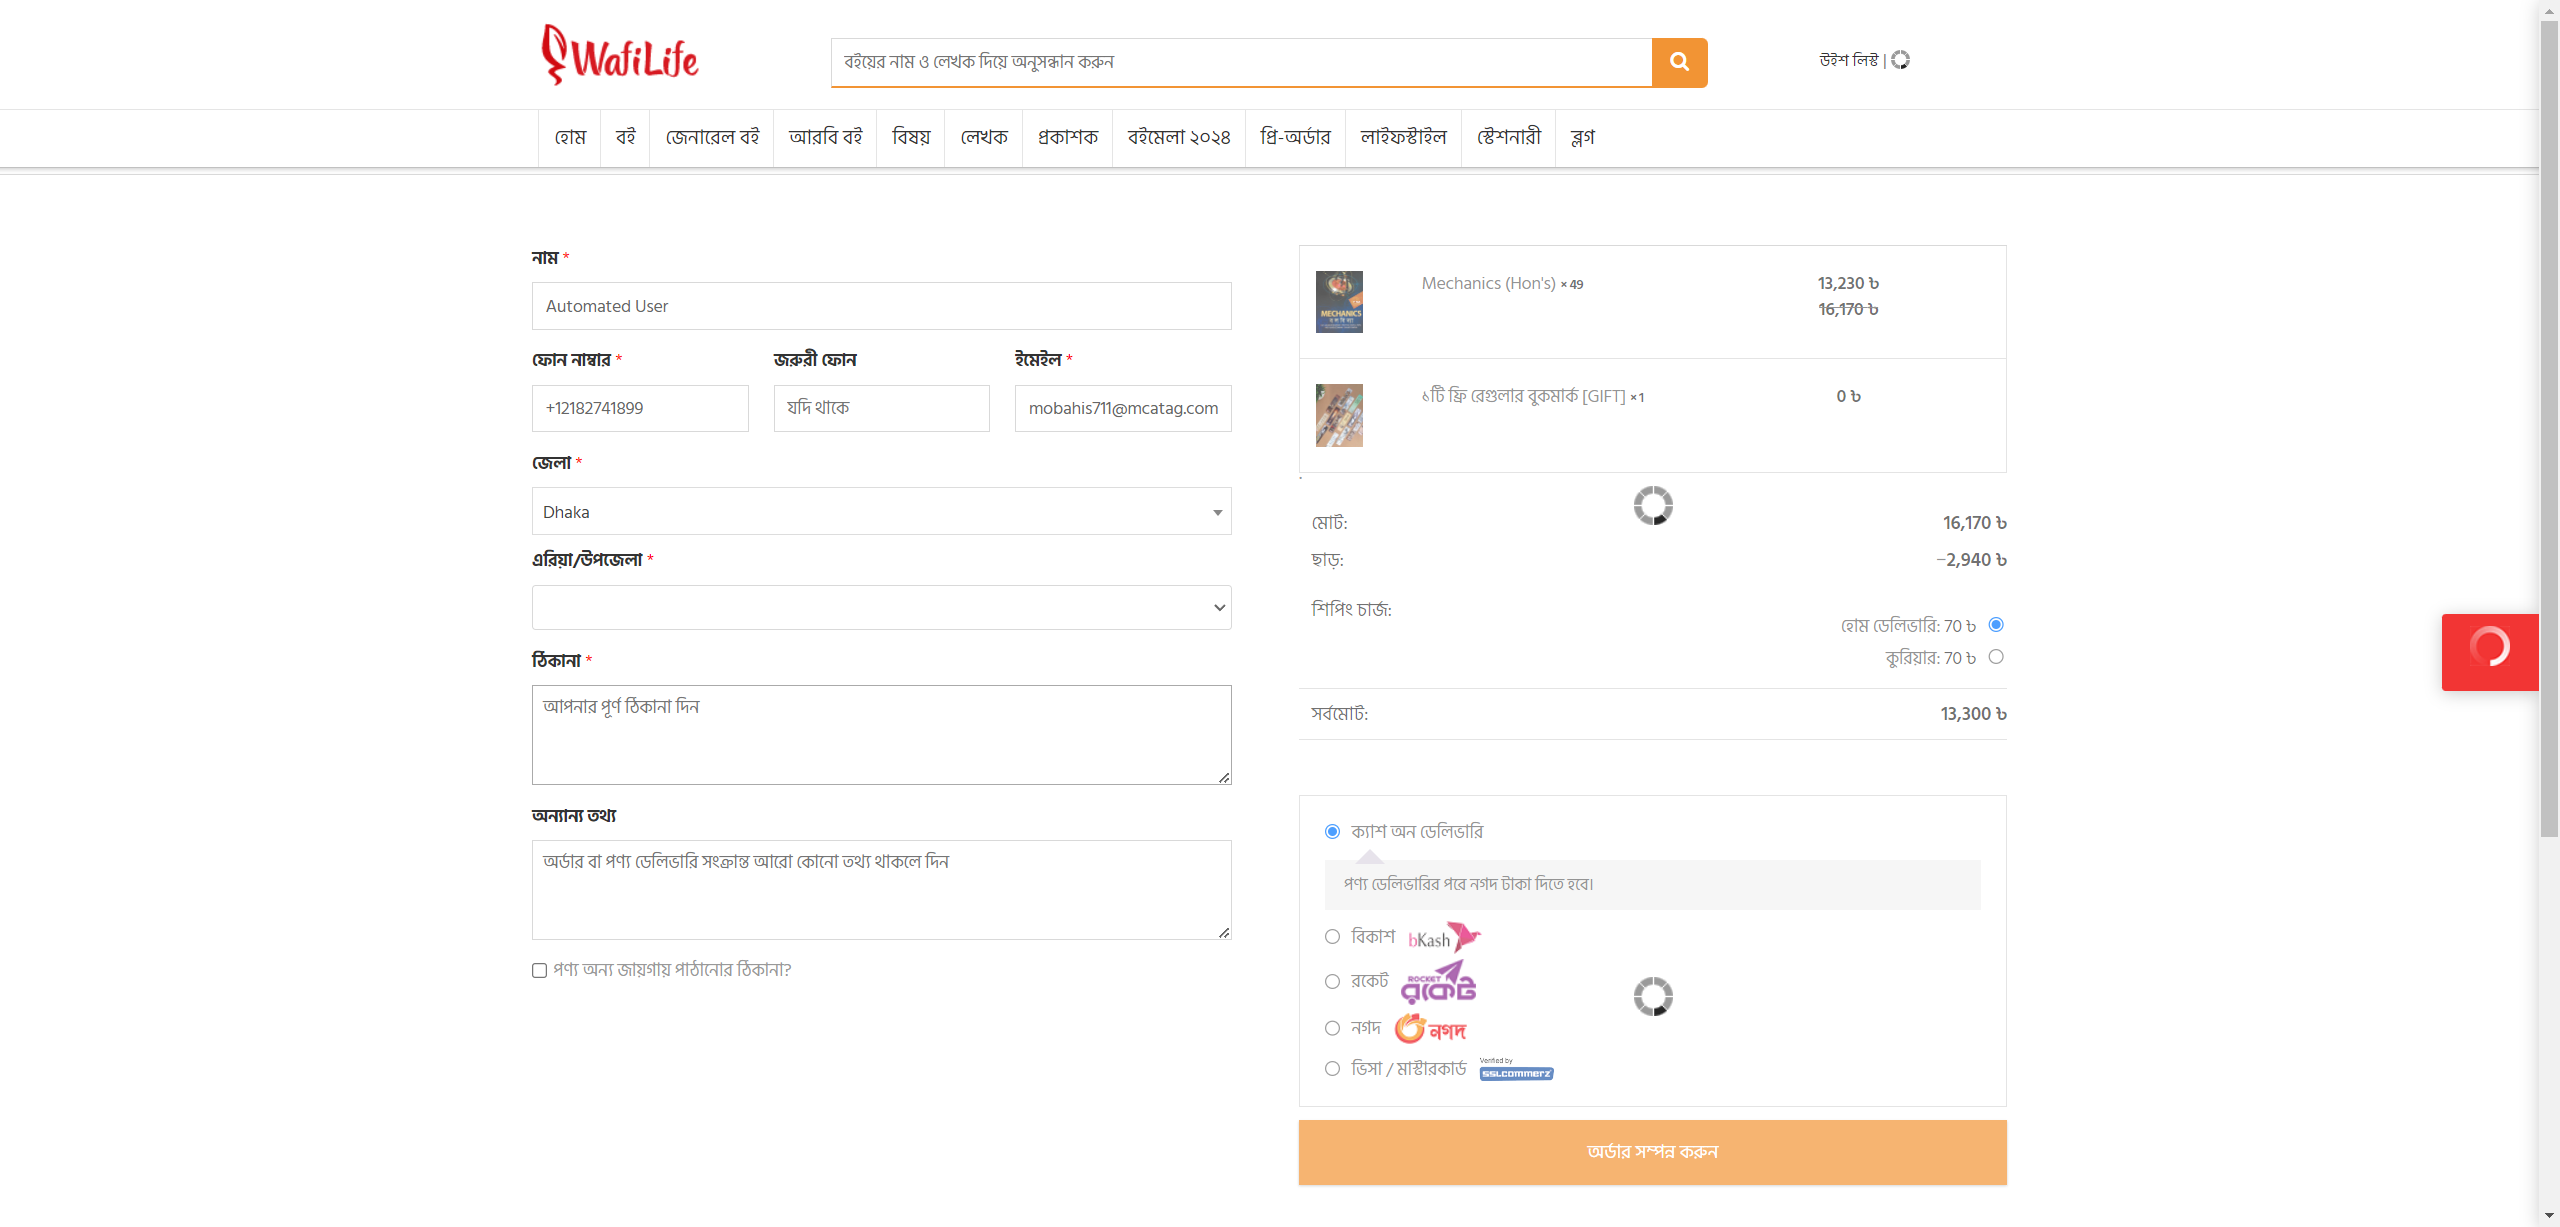 WafiLife
বইয়ের নাম ও লেখক দিয়ে অনুসন্ধান করুন
উইশ লিস্ট |
হোম বই জেনারেল বই আরবি বই বিষয় লেখক প্রকাশক বইমেলা ২০২৪ প্রি-অর্ডার লাইফস্টাইল স্টেশনারী ব্লগ
নাম *
Automated User
ফোন নাম্বার * জরুরী ফোন ইমেইল *
+12182741899 যদি থাকে mobahis711@mcatag.com
জেলা *
Dhaka
এরিয়া/উপজেলা *
ঠিকানা *
আপনার পূর্ণ ঠিকানা দিন
অন্যান্য তথ্য
অর্ডার বা পণ্য ডেলিভারি সংক্রান্ত আরো কোনো তথ্য থাকলে দিন
পণ্য অন্য জায়গায় পাঠানোর ঠিকানা?
MECHANICS
Mechanics (Hon's) × 49 13,230 ৳
16,170 ৳
১টি ফ্রি রেগুলার বুকমার্ক [GIFT] × 1 0 ৳
মোট: 16,170 ৳
ছাড়: −2,940 ৳
শিপিং চার্জ:
হোম ডেলিভারি: 70 ৳
কুরিয়ার: 70 ৳
সর্বমোট: 13,300 ৳
ক্যাশ অন ডেলিভারি
পণ্য ডেলিভারির পরে নগদ টাকা দিতে হবে।
বিকাশ bKash
রকেট ROCKET রকেট
নগদ নগদ
ভিসা / মাস্টারকার্ড Verified by
SSLCOMMERZ
অর্ডার সম্পন্ন করুন